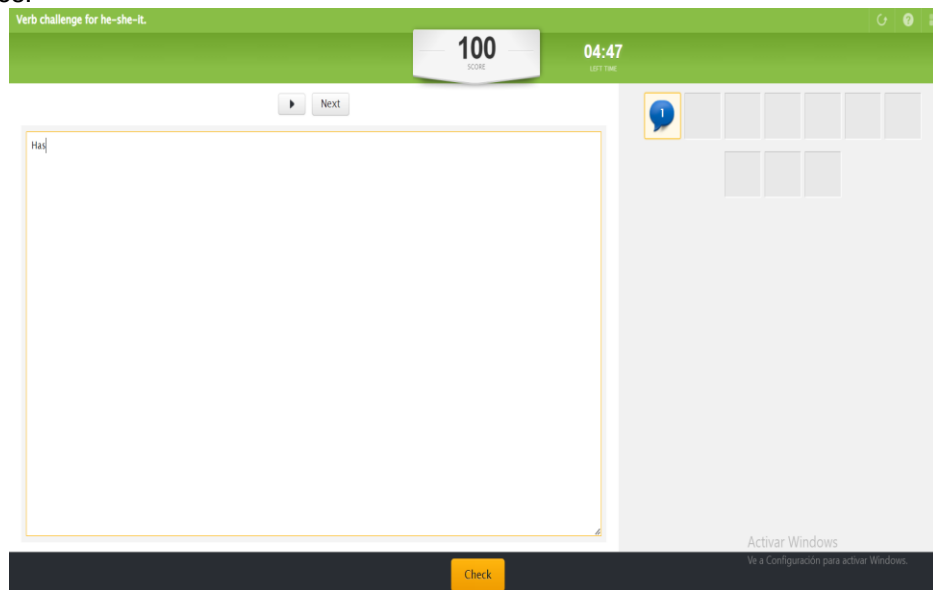 Verb challenge for he-she-it.
100
SCORE
04:47
LEFT TIME
Next
1
Has
Activar Windows
Ve a Configuración para activar Windows.
Check